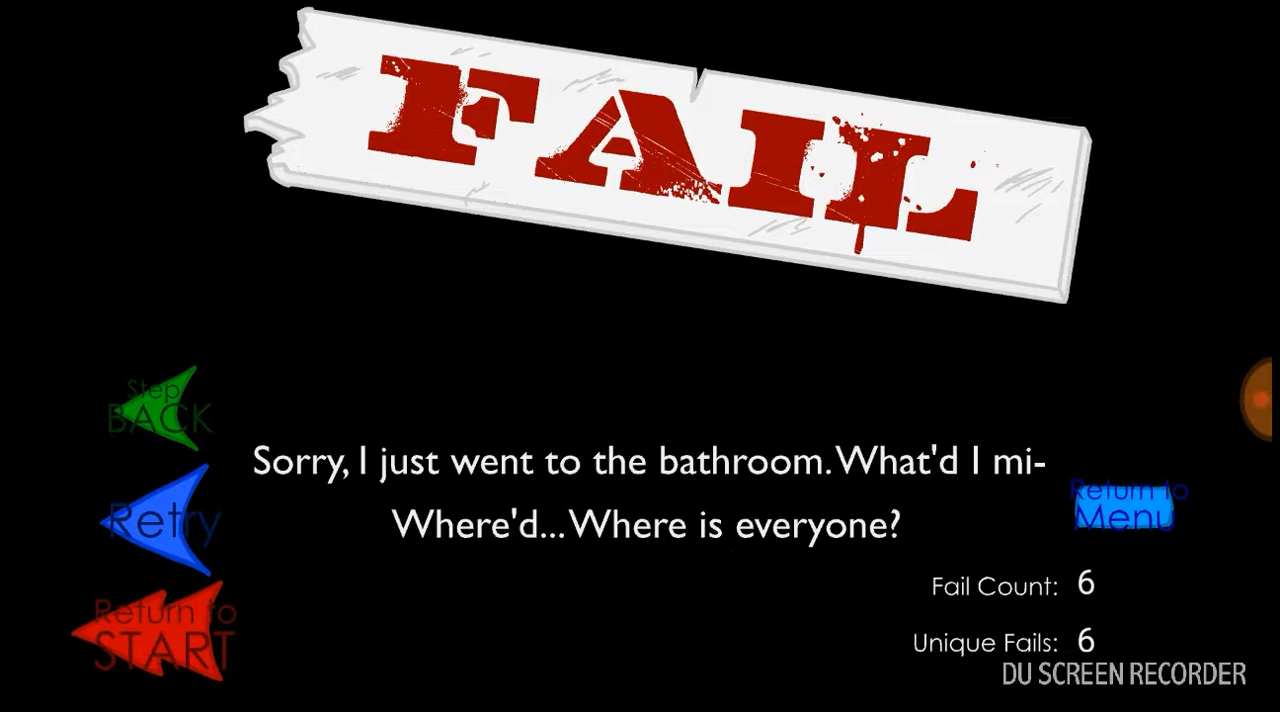 FAIL
Step
BACK
Sorry, I just went to the bathroom. What'd I mi-
Where'd... Where is everyone?
Retry
Return to
Menu
Fail Count: 6
Return to
START
Unique Fails: 6
DU SCREEN RECORDER